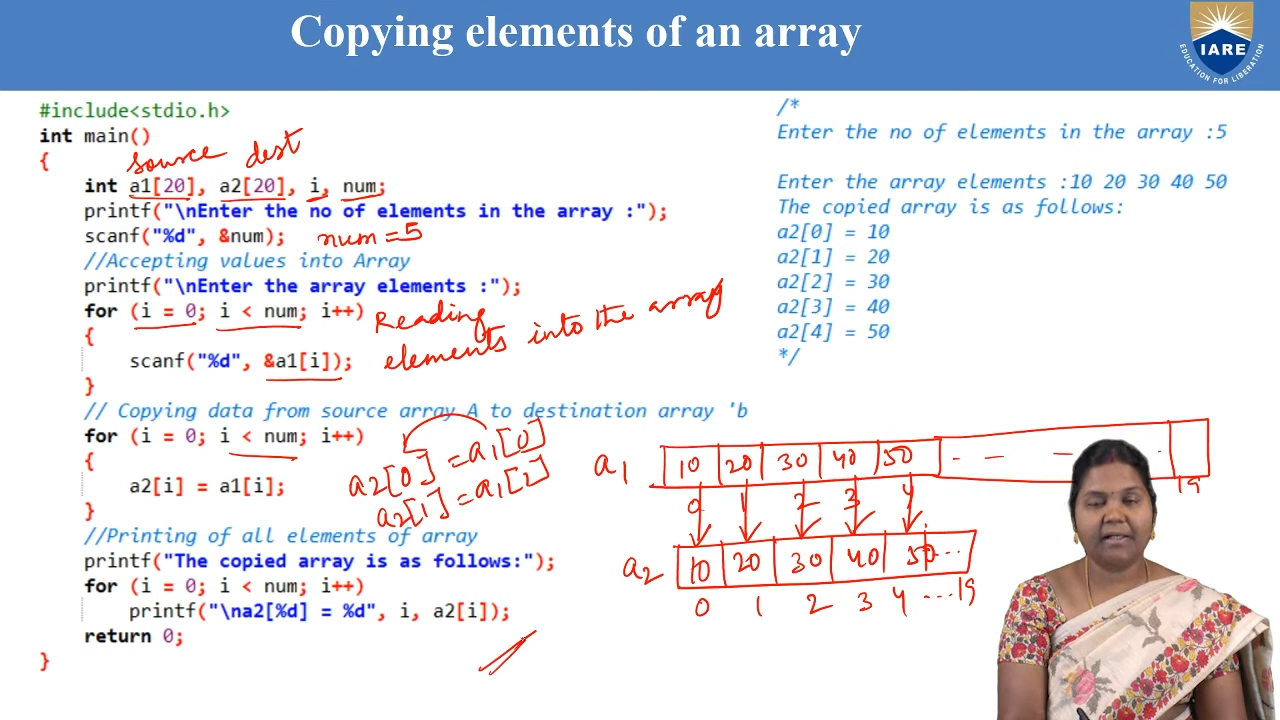 Copying elements of an array
IARE
EDUCATION FOR LIBERATION
#include<stdio.h>
int main()
{
source dest
int a1[20], a2[20], i, num;
printf("\nEnter the no of elements in the array :");
scanf("%d", &num);
num=5
//Accepting values into Array
printf("\nEnter the array elements :");
for (i = 0; i < num; i++)
Reading
{
elements into the array
scanf("%d", &a1[i]);
}
// Copying data from source array A to destination array 'b
for (i = 0; i < num; i++)
{
a2[0] = a1[0]
a2[i] = a1[i];
a2[1] = a1[2]
}
//Printing of all elements of array
printf("The copied array is as follows:");
for (i = 0; i < num; i++)
printf("\na2[%d] = %d", i, a2[i]);
return 0;
}
/*
Enter the no of elements in the array :5
Enter the array elements :10 20 30 40 50
The copied array is as follows:
a2[0] = 10
a2[1] = 20
a2[2] = 30
a2[3] = 40
a2[4] = 50
*/
a1 10 20 30 40 50 - - - .
0 1 2 3 4 19
a2 10 20 30 40 50 ...
0 1 2 3 4 ...19